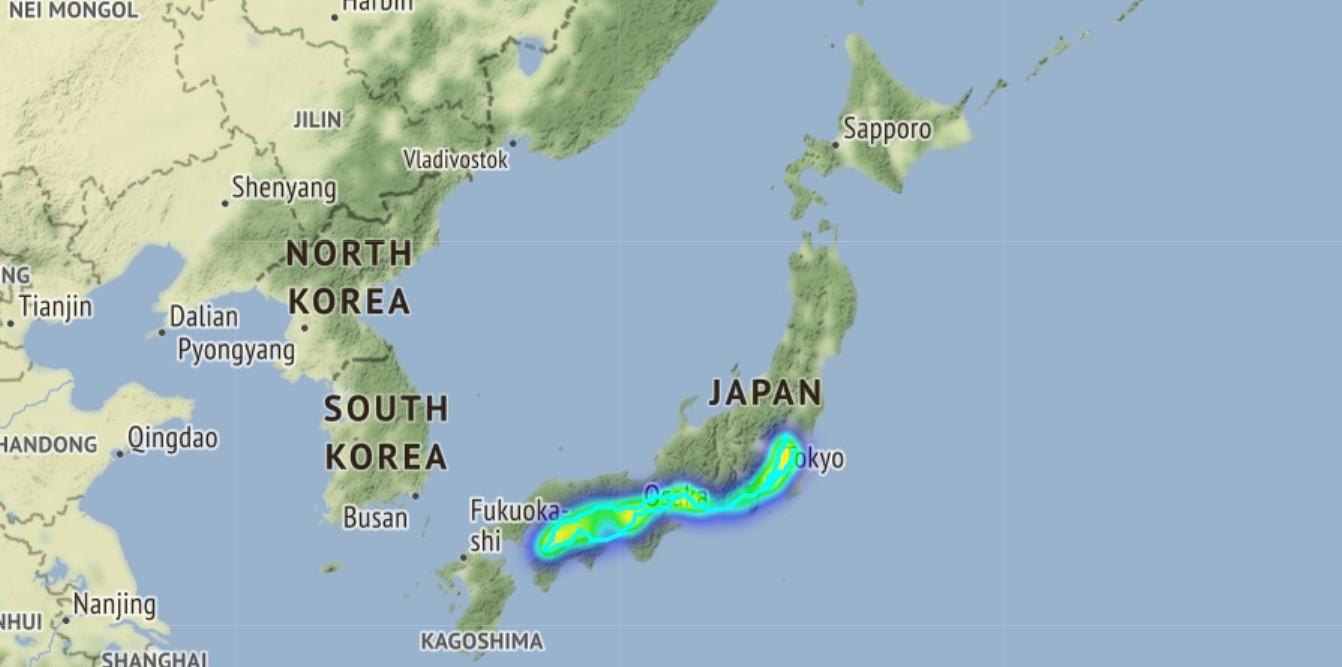 NEI MONGOL
Harbin
JILIN
Sapporo
Vladivostok
Shenyang
NORTH
KOREA
NG
Tianjin
Dalian
Pyongyang
JAPAN
SOUTH
KOREA
HANDONG
Qingdao
okyo
Osaka
Busan
Fukuoka-
shi
Nanjing
NHUI
KAGOSHIMA
SHANGHAI